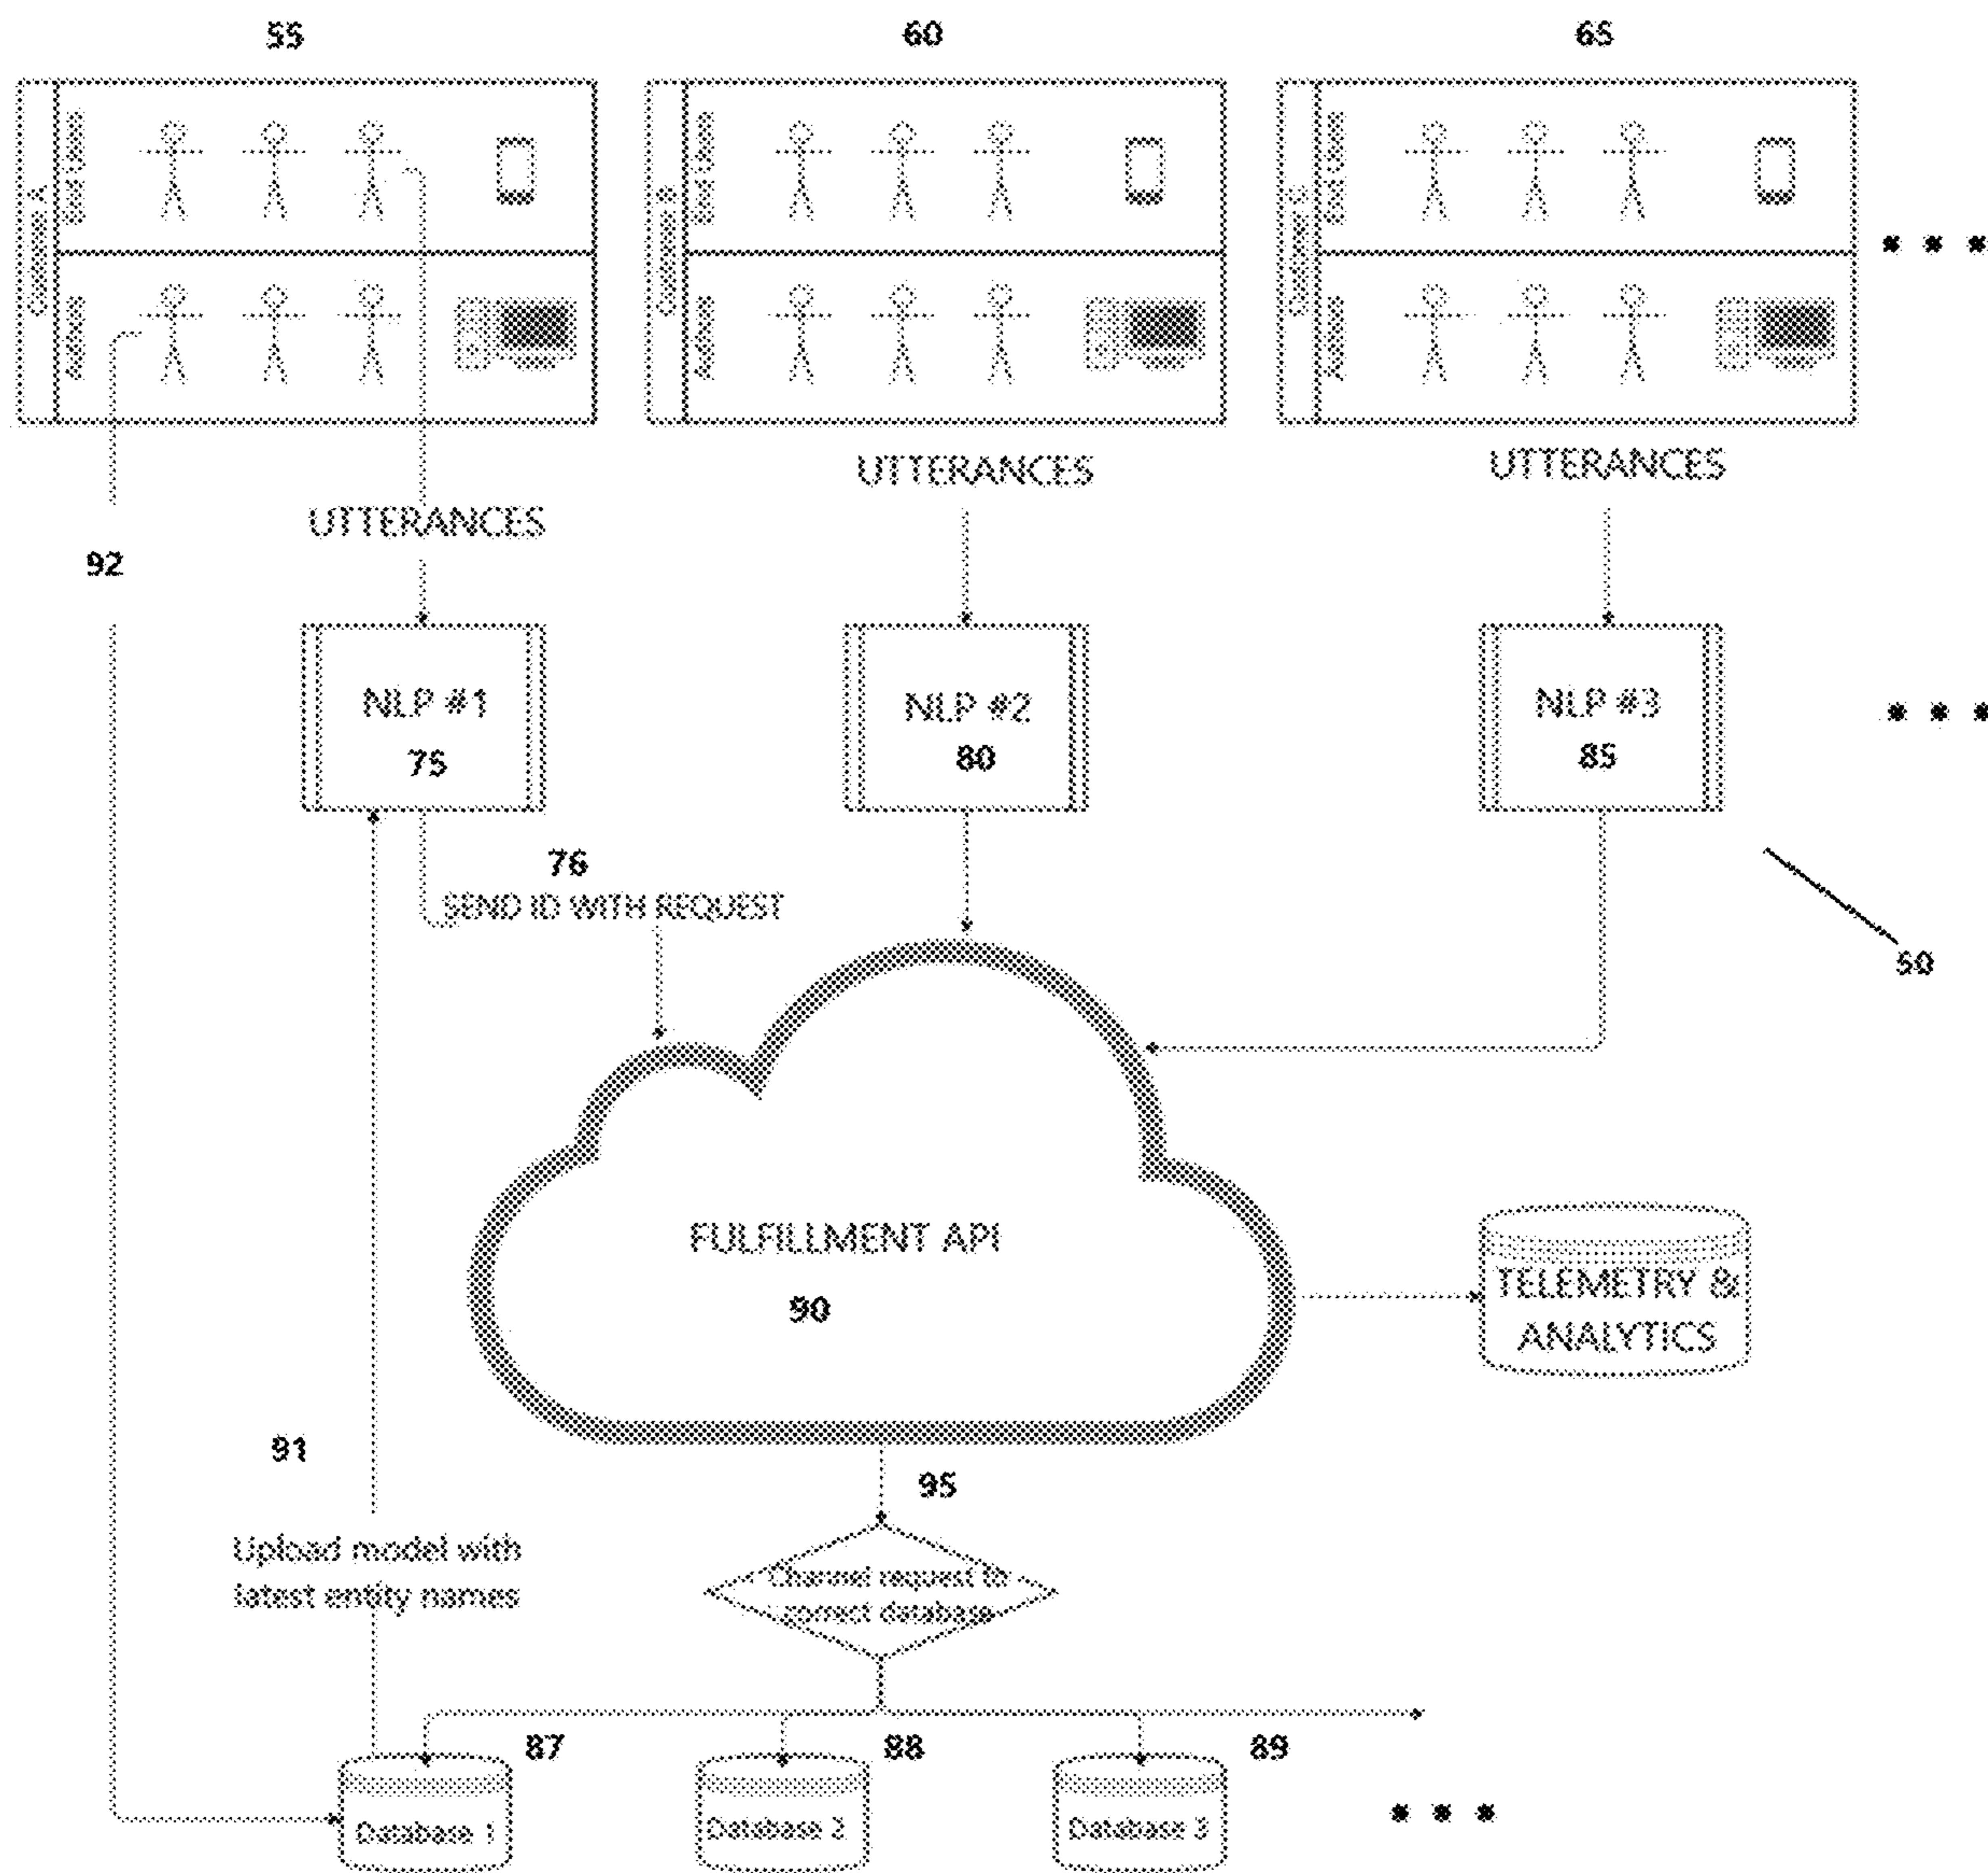 55
60
65
UTTERANCES
UTTERANCES
UTTERANCES
92
NLP #1
75
NLP #2
80
NLP #3
85
76
SEND ID WITH REQUEST
50
FULFILLMENT API
90
TELEMETRY &
ANALYTICS
91
95
Upload model with
latest entity names
Channel request to
correct database
87
88
89
Database 1
Database 2
Database 3